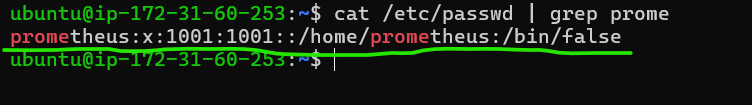 ubuntu@ip-172-31-60-253:~$ cat /etc/passwd | grep prome
prometheus:x:1001:1001::/home/prometheus:/bin/false
ubuntu@ip-172-31-60-253:~$